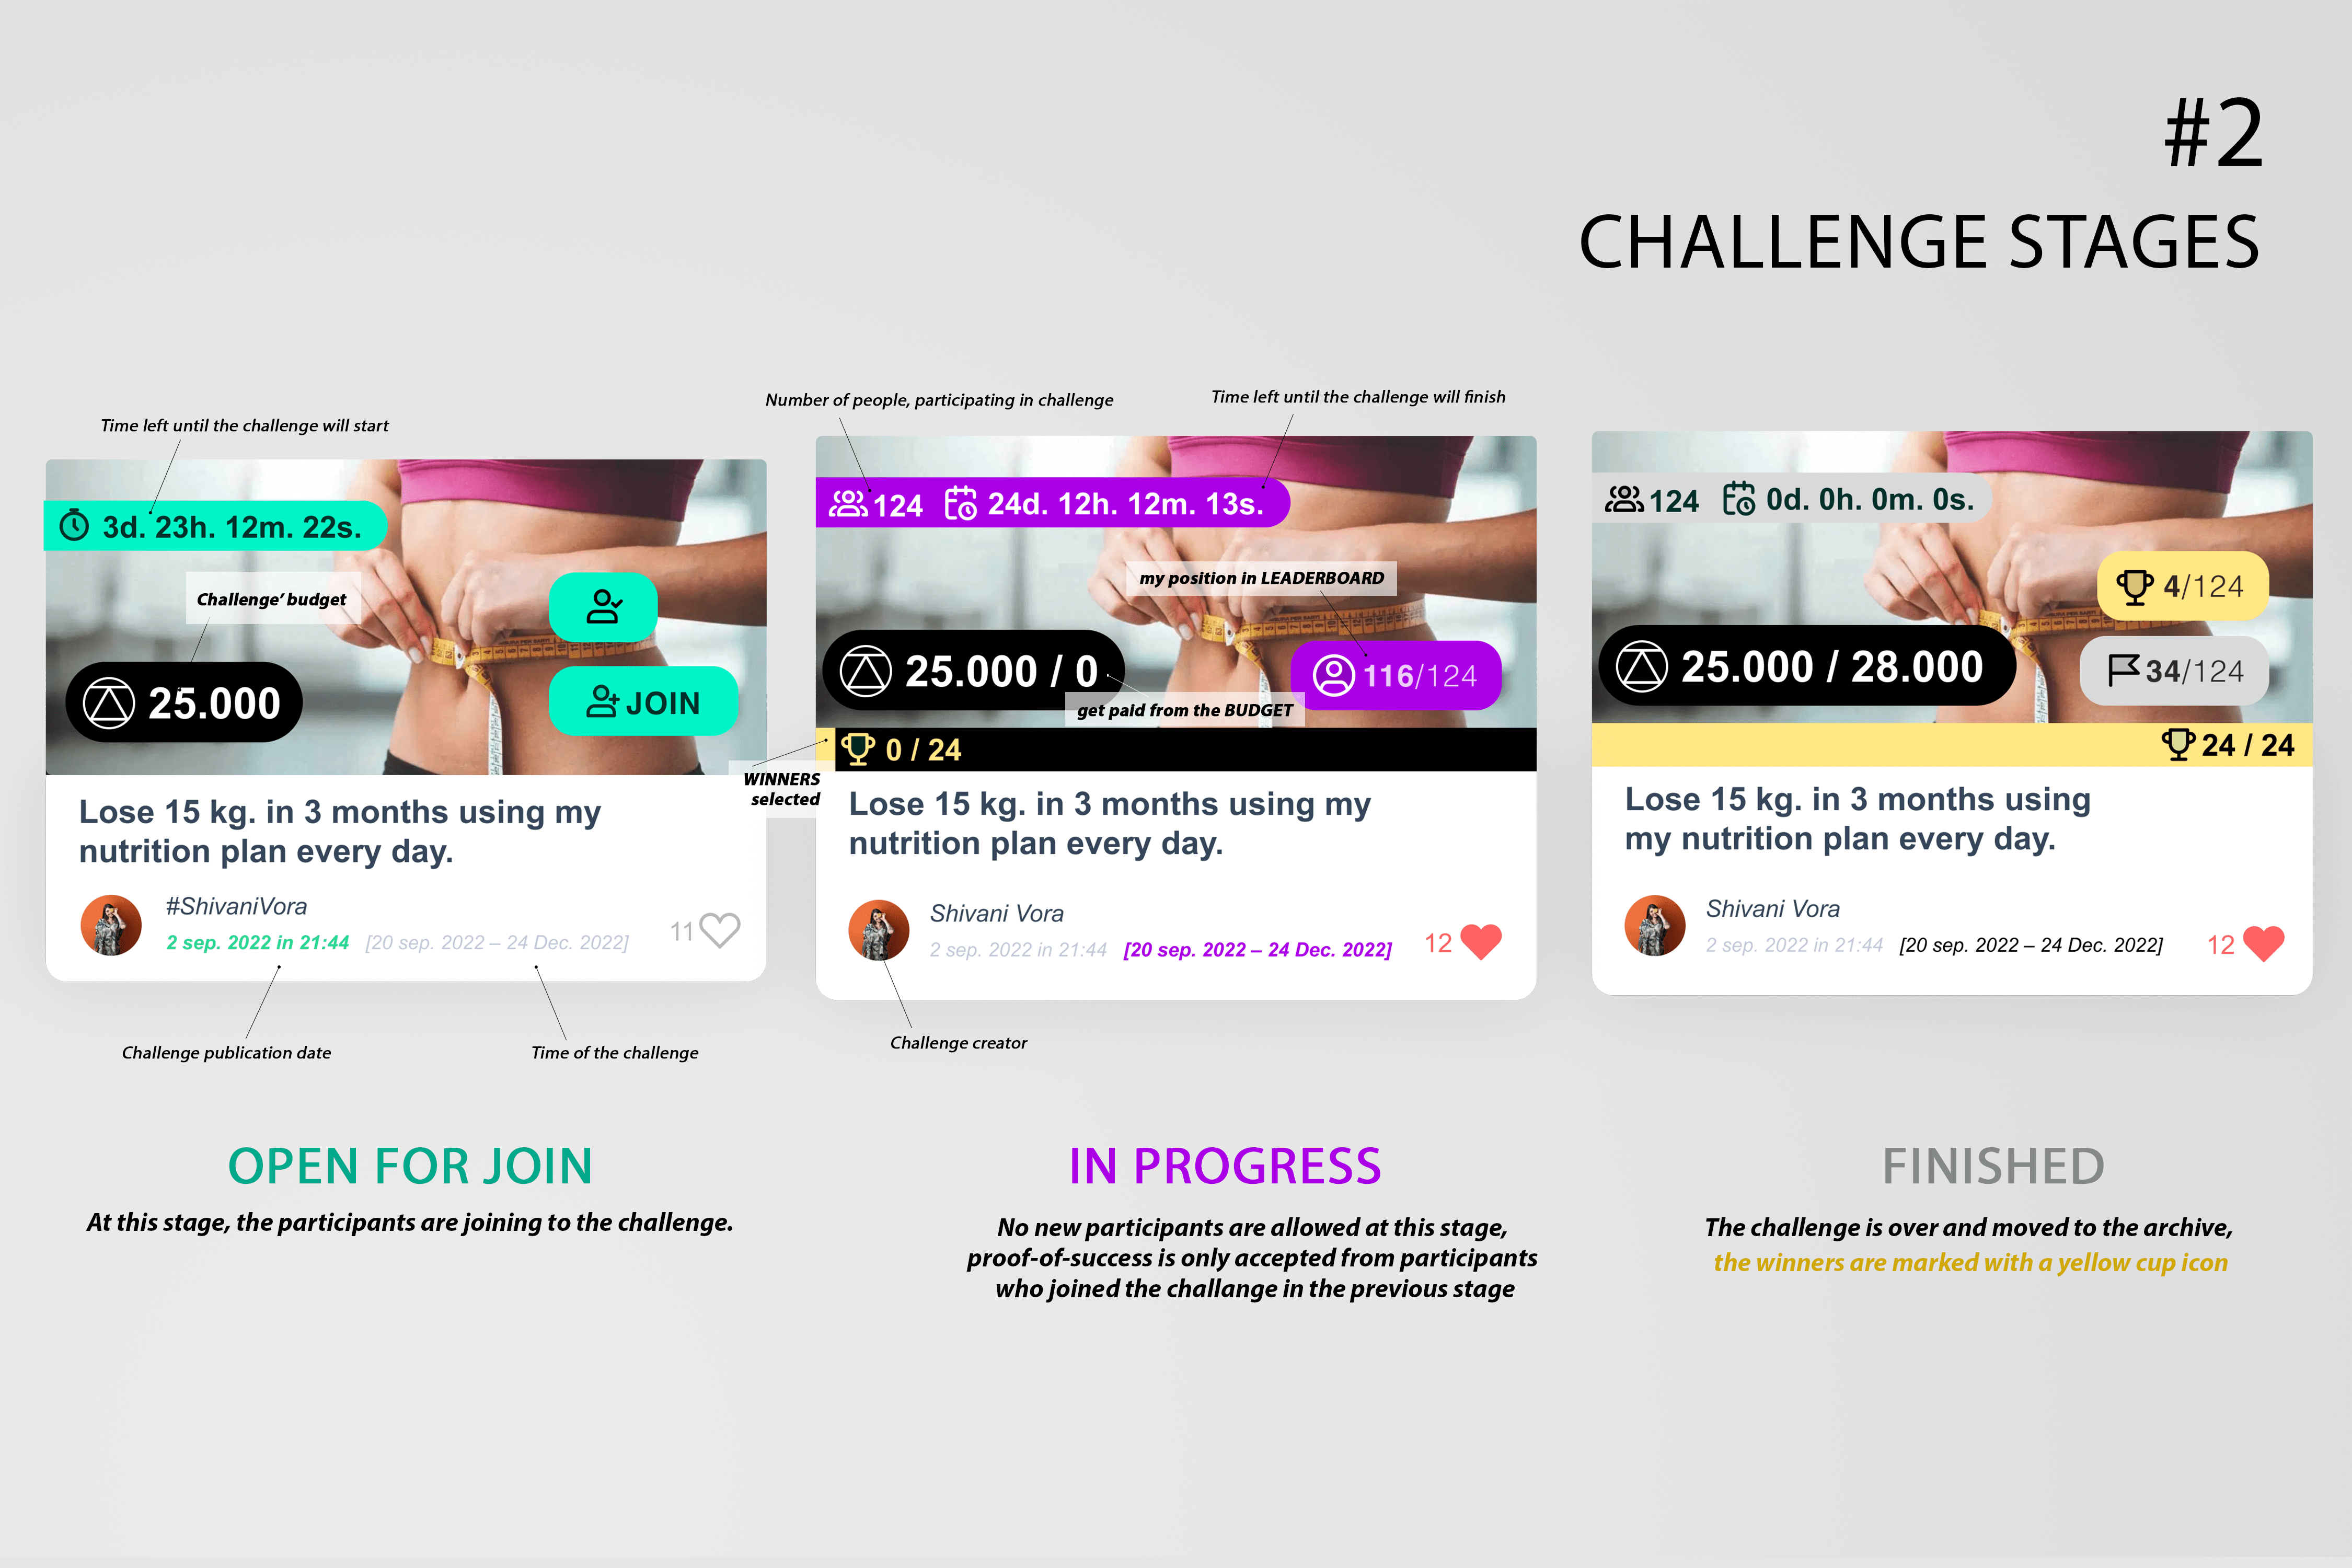 #2
CHALLENGE STAGES
Time left until the challenge will start
3d. 23h. 12m. 22s.
Challenge’ budget
25.000
JOIN
Lose 15 kg. in 3 months using my
nutrition plan every day.
#ShivaniVora
2 sep. 2022 in 21:44 [20 sep. 2022 – 24 Dec. 2022]
11
Challenge publication date
Time of the challenge
OPEN FOR JOIN
At this stage, the participants are joining to the challenge.
Number of people, participating in challenge
Time left until the challenge will finish
124 24d. 12h. 12m. 13s.
my position in LEADERBOARD
25.000 / 0
116/124
get paid from the BUDGET
0 / 24
WINNERS
selected
Lose 15 kg. in 3 months using my
nutrition plan every day.
Shivani Vora
2 sep. 2022 in 21:44 [20 sep. 2022 – 24 Dec. 2022]
12
Challenge creator
IN PROGRESS
No new participants are allowed at this stage,
proof-of-success is only accepted from participants
who joined the challange in the previous stage
124 0d. 0h. 0m. 0s.
4/124
25.000 / 28.000
34/124
24 / 24
Lose 15 kg. in 3 months using
my nutrition plan every day.
Shivani Vora
2 sep. 2022 in 21:44 [20 sep. 2022 – 24 Dec. 2022]
12
FINISHED
The challenge is over and moved to the archive,
the winners are marked with a yellow cup icon